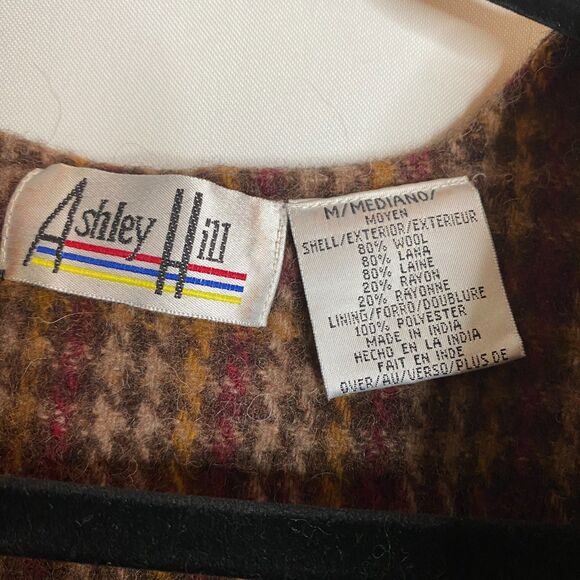 Ashley Hill
M/MEDIANO/
MOYEN
SHELL/EXTERIOR/EXTERIEUR
80% WOOL
80% LANA
80% LAINE
20% RAYON
20% RAYONNE
LINING/FORRO/DOUBLURE
100% POLYESTER
MADE IN INDIA
HECHO EN LA INDIA
FAIT EN INDE
OVER/AU/VERSO/PLUS DE